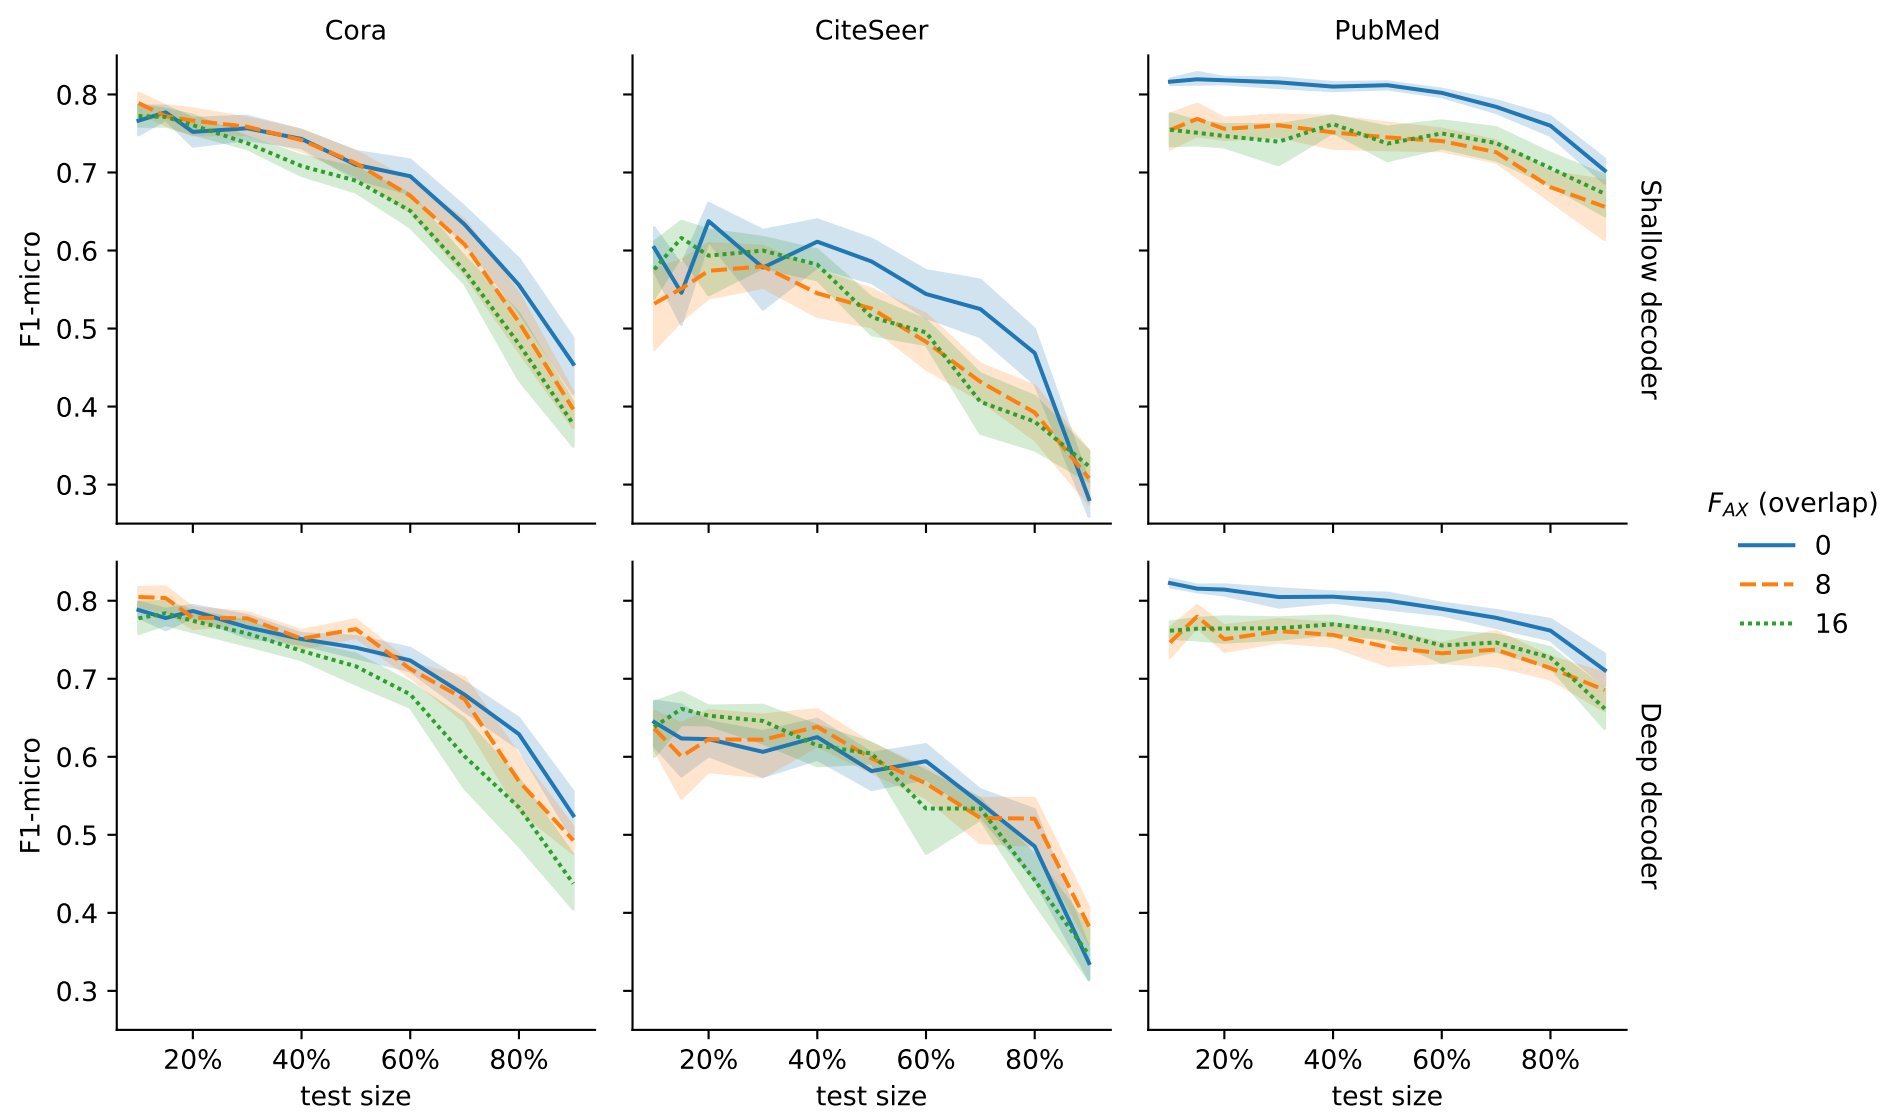 Cora
CiteSeer
PubMed
0.8
0.7
0.6
0.5
0.4
0.3
F1-micro
Shallow decoder
F_AX (overlap)
0
8
16
0.8
0.7
0.6
0.5
0.4
0.3
F1-micro
Deep decoder
20% 40% 60% 80%
20% 40% 60% 80%
20% 40% 60% 80%
test size
test size
test size